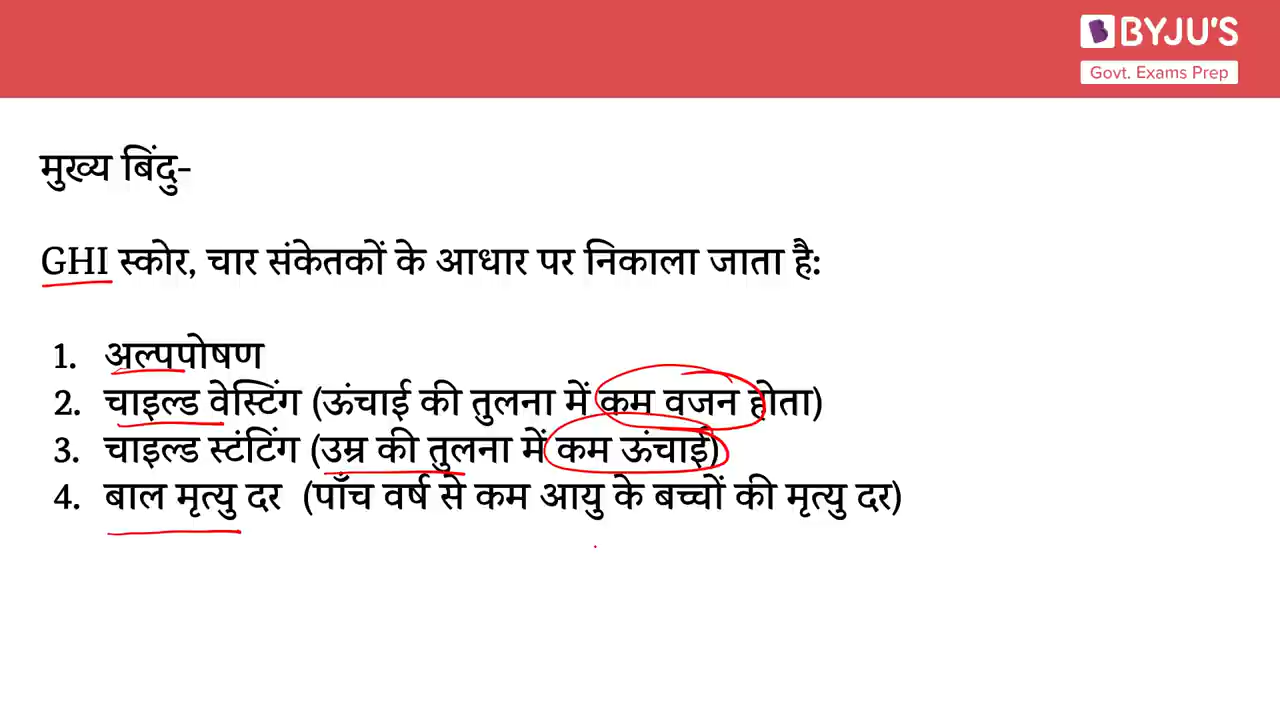 BYJU'S
Govt. Exams Prep
मुख्य बिंदु-
GHI स्कोर, चार संकेतकों के आधार पर निकाला जाता है:
1. अल्पपोषण
2. चाइल्ड वेस्टिंग (ऊंचाई की तुलना में कम वजन होता)
3. चाइल्ड स्टंटिंग (उम्र की तुलना में कम ऊंचाई)
4. बाल मृत्यु दर (पाँच वर्ष से कम आयु के बच्चों की मृत्यु दर)